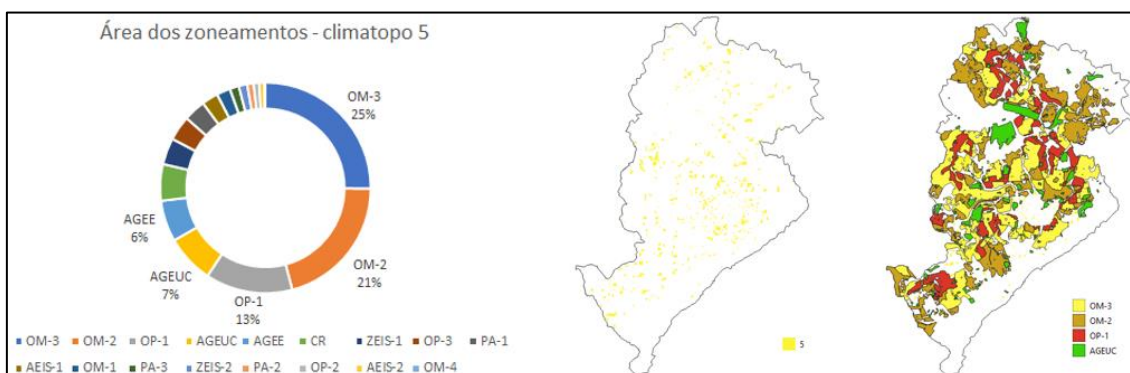 Área dos zoneamentos - climatopo 5
OM-3
25%
OM-2
21%
OP-1
13%
AGEUC
7%
AGEE
6%
OM-3 OM-2 OP-1 AGEUC AGEE CR ZEIS-1 OP-3 PA-1
AEIS-1 OM-1 PA-3 ZEIS-2 PA-2 OP-2 AEIS-2 OM-4
5
OM-3
OM-2
OP-1
AGEUC